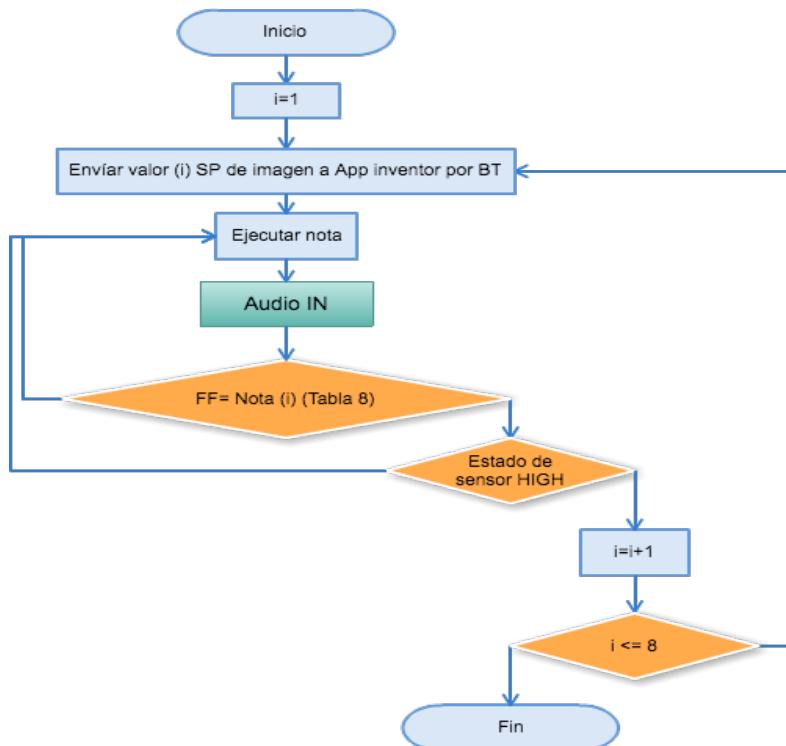 Inicio
i=1
Envíar valor (i) SP de imagen a App inventor por BT
Ejecutar nota
Audio IN
FF= Nota (i) (Tabla 8)
Estado de
sensor HIGH
i=i+1
i <= 8
Fin